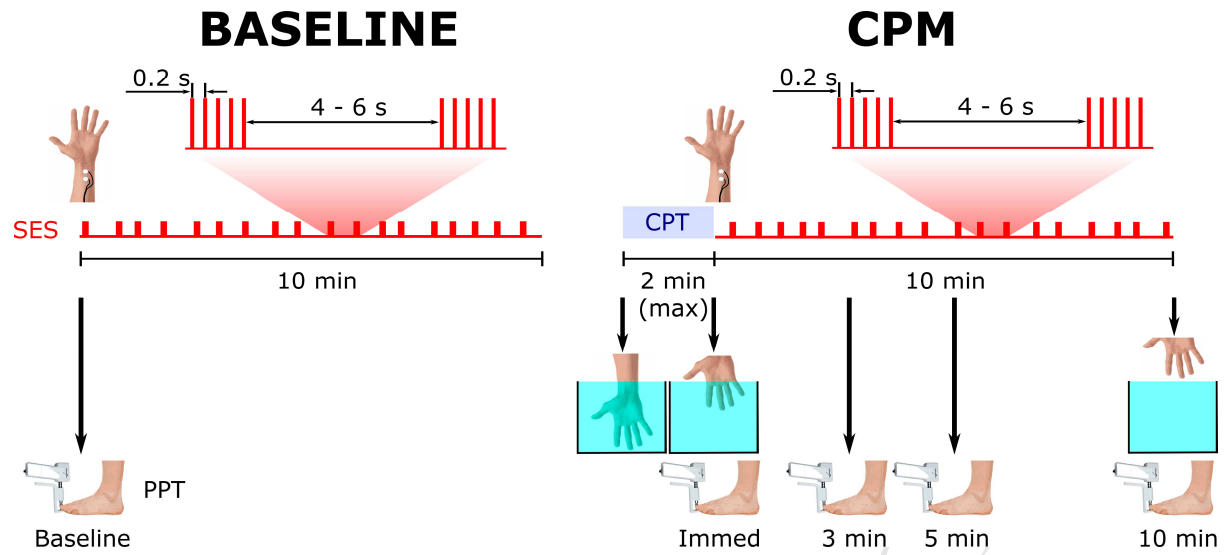 BASELINE
CPM
0.2 s
4 - 6 s
0.2 s
4 - 6 s
SES
CPT
10 min
2 min
(max)
10 min
PPT
Baseline
Immed
3 min
5 min
10 min